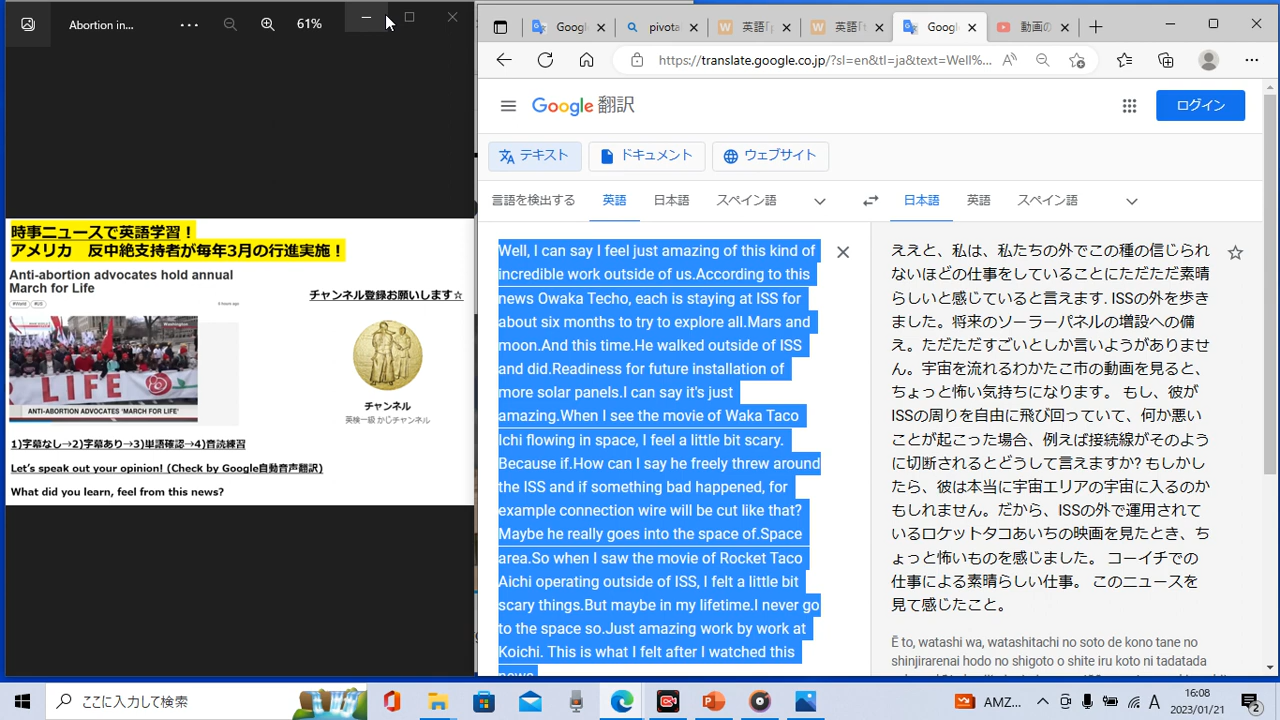 Abortion in...
61%
時事ニュースで英語学習！
アメリカ　反中絶支持者が毎年3月の行進実施！
Anti-abortion advocates hold annual
March for Life
#World
#US
6 hours ago
Washington
LIFE
ANTI-ABORTION ADVOCATES 'MARCH FOR LIFE'
チャンネル登録お願いします☆
チャンネル
英検一級 かじチャンネル
1)字幕なし→2)字幕あり→3)単語確認→4)音読練習
Let's speak out your opinion! (Check by Google自動音声翻訳)
What did you learn, feel from this news?
Googl
pivota
英語「p
英語「t
Googl
動画の
https://translate.google.co.jp/?sl=en&tl=ja&text=Well%...
Google 翻訳
ログイン
テキスト
ドキュメント
ウェブサイト
言語を検出する
英語
日本語
スペイン語
日本語
英語
スペイン語
Well, I can say I feel just amazing of this kind of
incredible work outside of us.According to this
news Owaka Techo, each is staying at ISS for
about six months to try to explore all.Mars and
moon.And this time.He walked outside of ISS
and did.Readiness for future installation of
more solar panels.I can say it's just
amazing.When I see the movie of Waka Taco
Ichi flowing in space, I feel a little bit scary.
Because if.How can I say he freely threw around
the ISS and if something bad happened, for
example connection wire will be cut like that?
Maybe he really goes into the space of.Space
area.So when I saw the movie of Rocket Taco
Aichi operating outside of ISS, I felt a little bit
scary things.But maybe in my lifetime.I never go
to the space so.Just amazing work by work at
Koichi. This is what I felt after I watched this
news.
ええと、私は、私たちの外でこの種の信じられ
ないほどの仕事をしていることにただただ素晴
らしいと感じていると言えます. ISSの外を歩き
ました。将来のソーラーパネルの増設への備
え。ただただすごいとしか言いようがありませ
ん。宇宙を流れるわかたこ市の動画を見ると、
ちょっと怖い気持ちになります。 もし、彼が
ISSの周りを自由に飛び回っていて、何か悪い
ことが起こった場合、例えば接続線がそのよう
に切断されるとどうして言えますか? もしかし
たら、彼は本当に宇宙エリアの宇宙に入るのか
もしれません。だから、ISSの外で運用されて
いるロケットタコあいちの映画を見たとき、ち
ょっと怖いものを感じました。 コーイチでの
仕事による素晴らしい仕事。 このニュースを
見て感じたこと。
Ē to, watashi wa, watashitachi no soto de kono tane no
shinjirarenai hodo no shigoto o shite iru koto ni tadatada
ここに入力して検索
AMZ...
A
16:08
2023/01/21
2